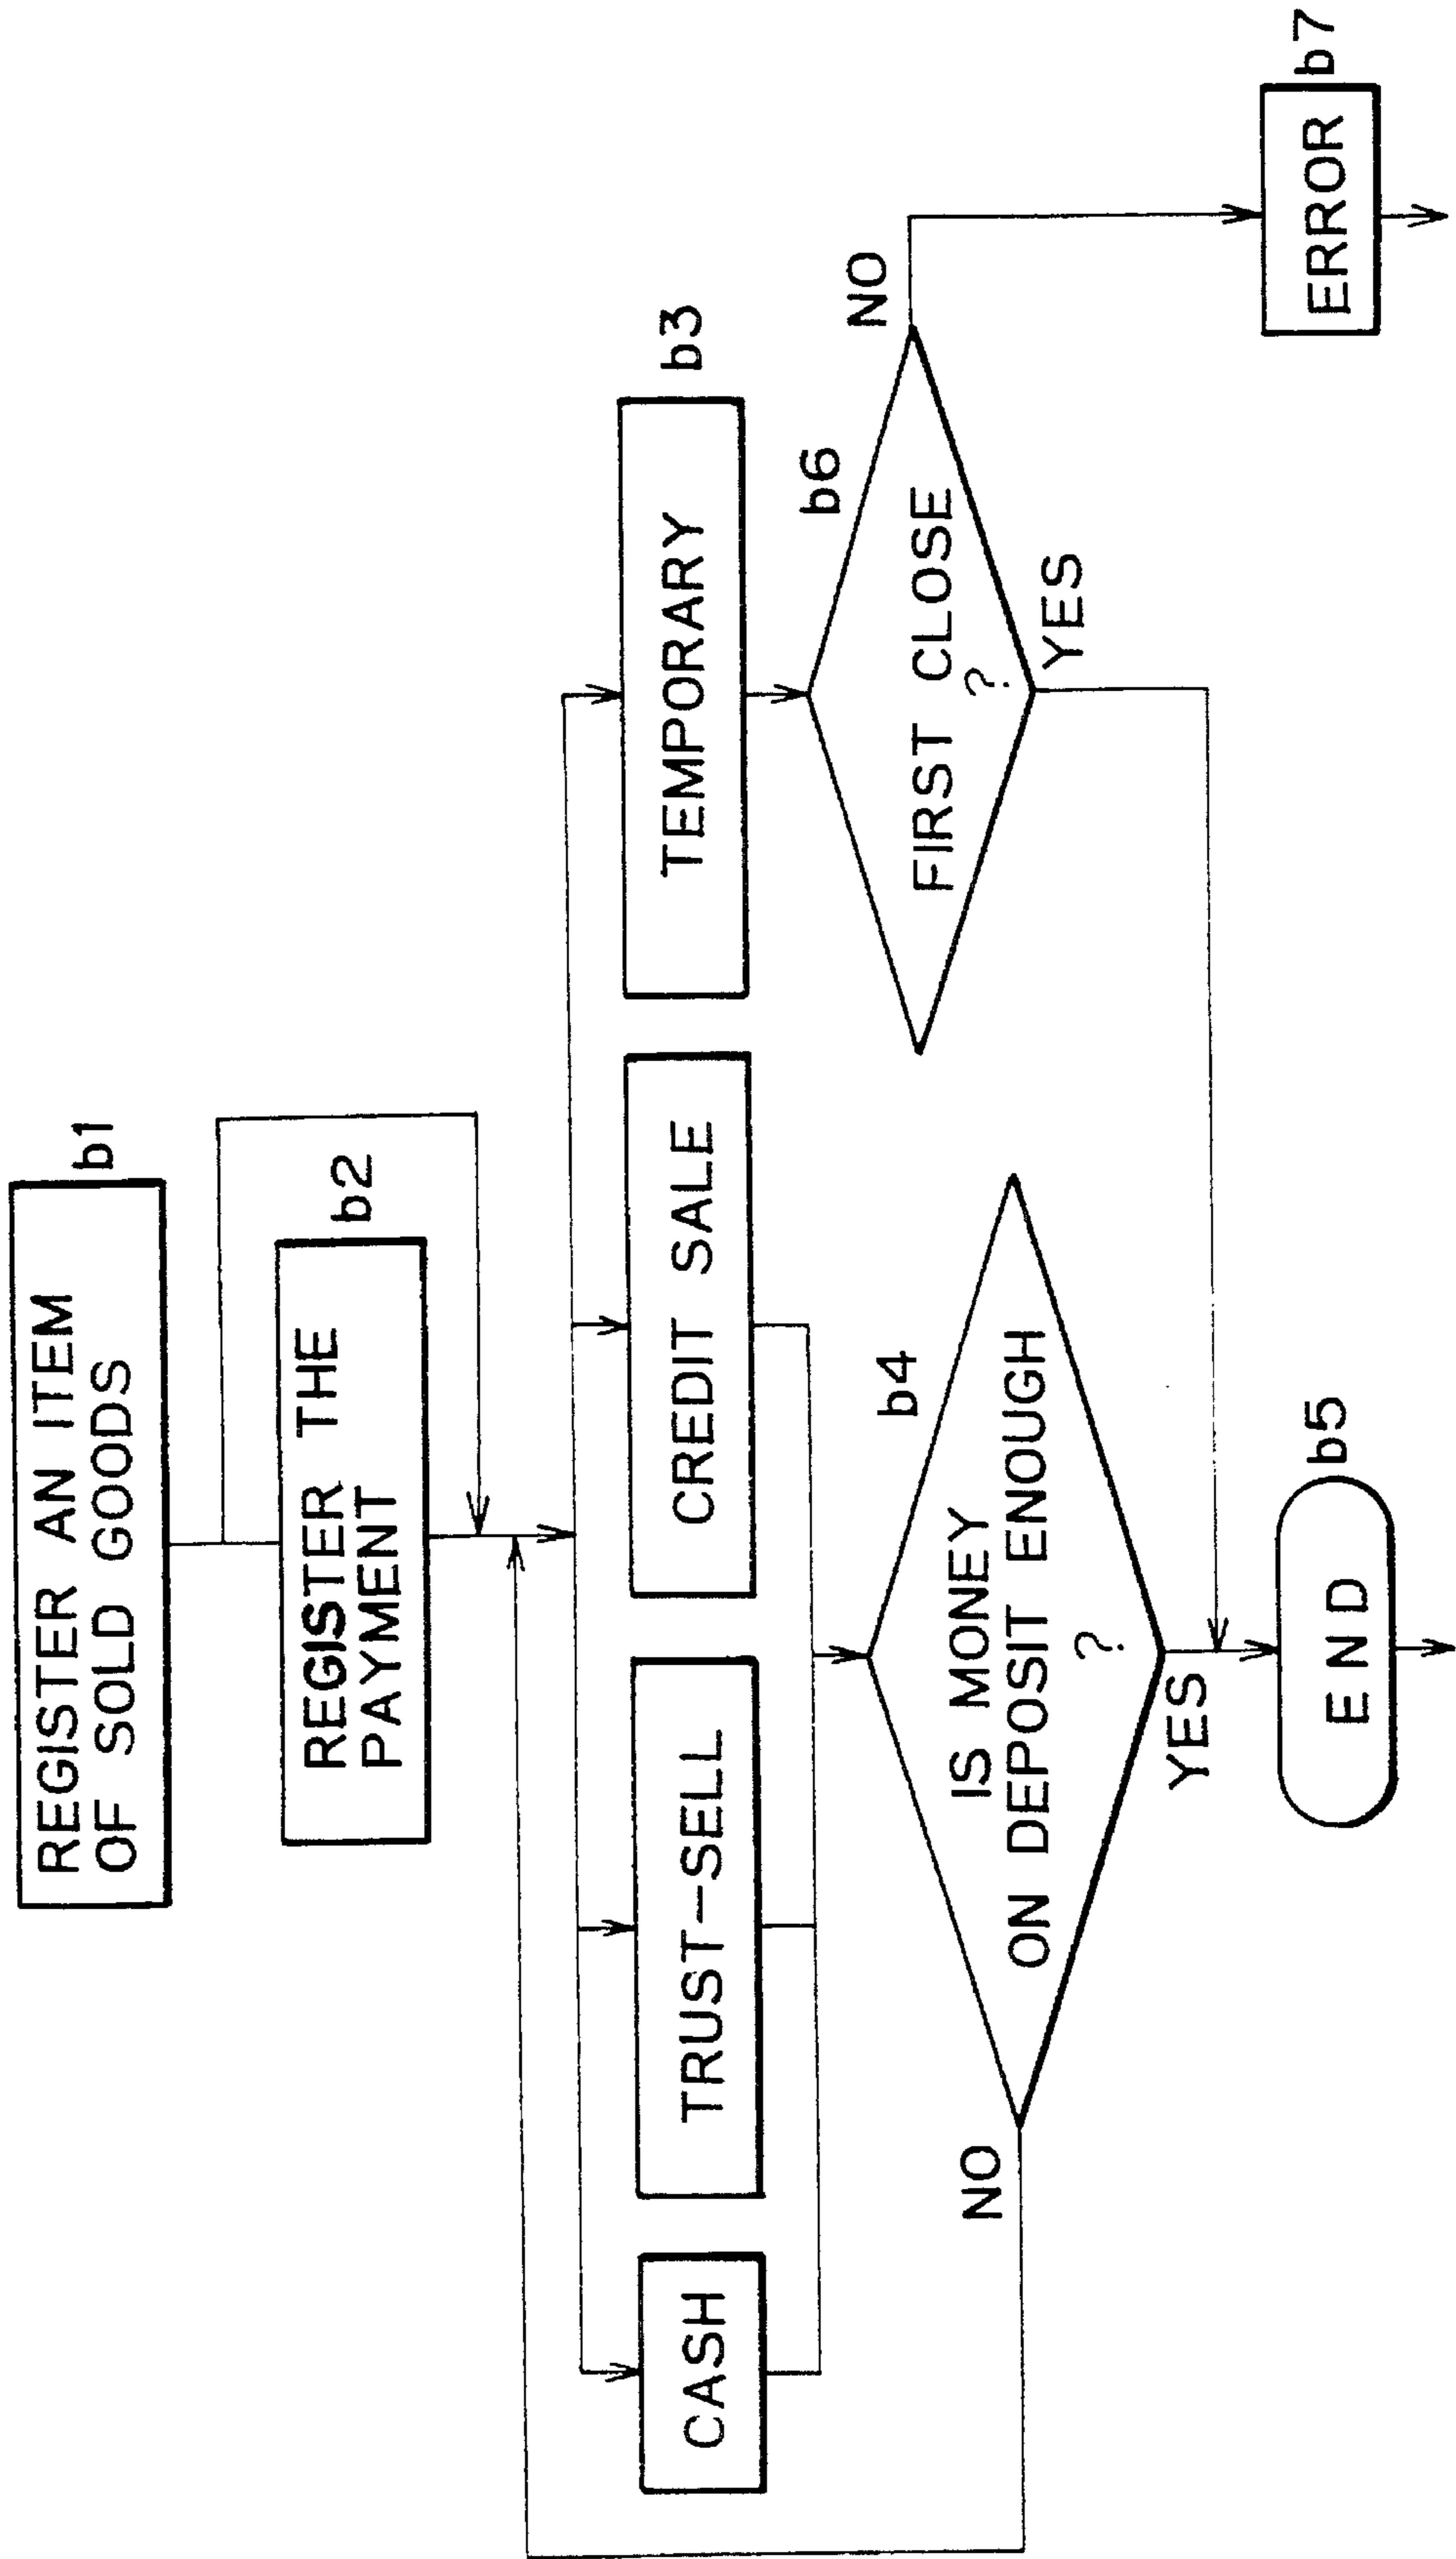 REGISTER AN ITEM
OF SOLD GOODS
b1
REGISTER THE
PAYMENT
b2
CASH
TRUST-SELL
CREDIT SALE
TEMPORARY
b3
IS MONEY
ON DEPOSIT ENOUGH
?
b4
NO
YES
FIRST CLOSE
?
b6
NO
YES
END
b5
ERROR
b7